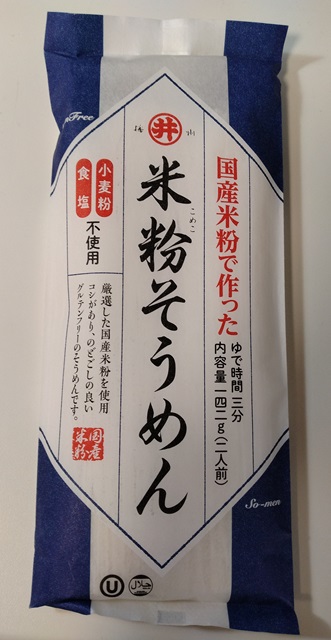 国産米粉で作った
ゆで時間 三分
内容量 一四二g(二人前)
井
米粉そうめん
こめこ
小麦粉
食塩
不使用
厳選した国産米粉を使用
コシがあり、のどごしの良い
グルテンフリーのそうめんです。
国産
米粉
Free
So-men
U
حلال